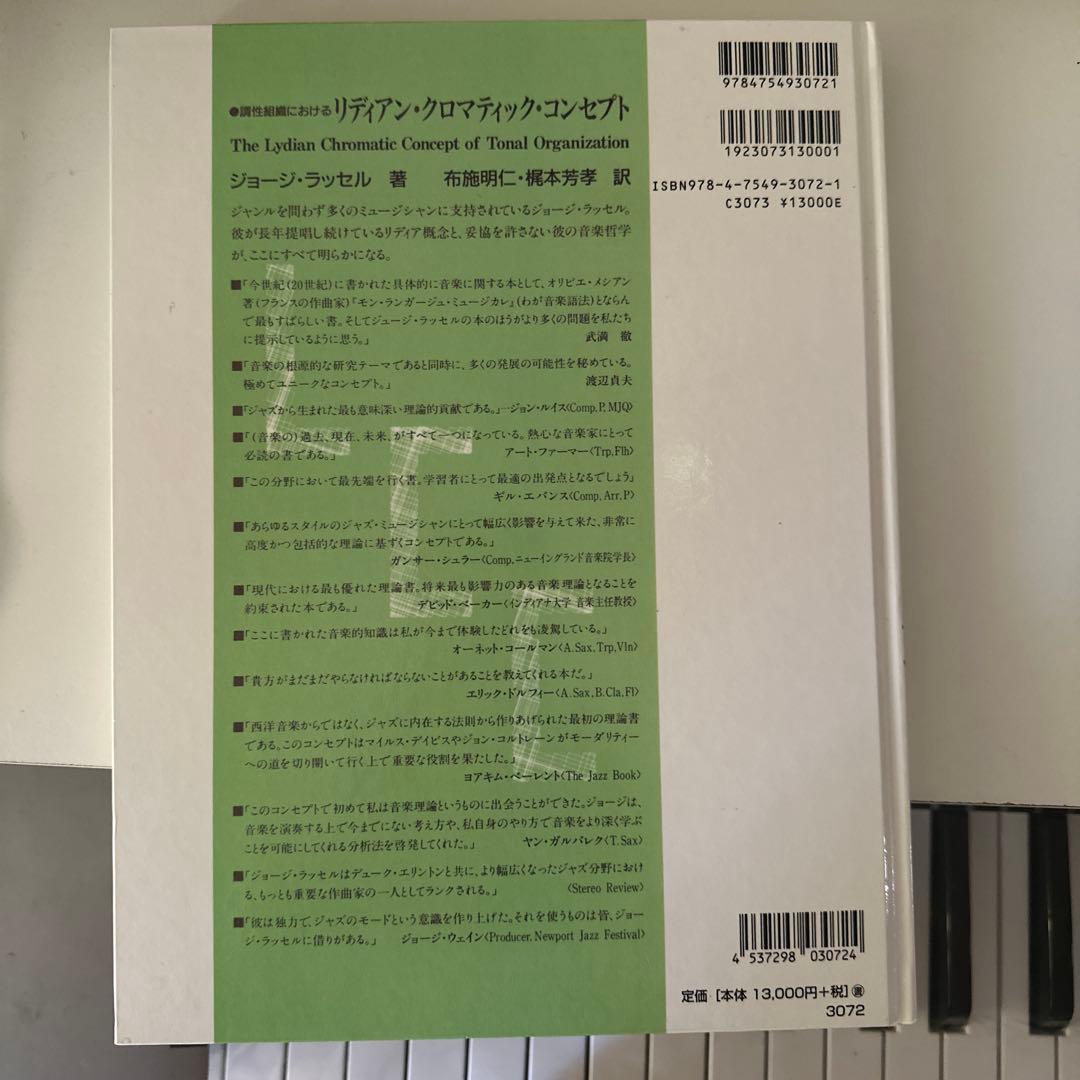 ●調性組織における リディアン・クロマティック・コンセプト
The Lydian Chromatic Concept of Tonal Organization
ジョージ・ラッセル 著 布施明仁・梶本芳孝 訳
ジャンルを問わず多くのミュージシャンに支持されているジョージ・ラッセル。
彼が長年提唱し続けているリディア概念と、妥協を許さない彼の音楽哲学
が、ここにすべて明らかになる。
■「今世紀(20世紀)に書かれた具体的に音楽に関する本として、オリビエ・メシアン
著(フランスの作曲家)『モン・ランガージュ・ミュージカレ』(わが音楽語法)とならん
で最もすばらしい書。そしてジョージ・ラッセルの本のほうがより多くの問題を私たち
に提示しているように思う。」 武満 徹
■「音楽の根源的な研究テーマであると同時に、多くの発展の可能性を秘めている。
極めてユニークなコンセプト。」 渡辺貞夫
■「ジャズから生まれた最も意味深い理論的貢献である。」―ジョン・ルイス〈Comp,P,MJQ〉
■「(音楽の)過去、現在、未来、がすべて一つになっている。熱心な音楽家にとって
必読の書である。」 アート・ファーマー〈Trp,Flh〉
■「この分野において最先端を行く書。学習者にとって最適の出発点となるでしょう」
ギル・エバンス〈Comp,Arr,P〉
■「あらゆるスタイルのジャズ・ミュージシャンにとって幅広く影響を与えて来た、非常に
高度かつ包括的な理論に基ずくコンセプトである。」
ガンサー・シュラー〈Comp,ニューイングランド音楽院学長〉
■「現代における最も優れた理論書。将来最も影響力のある音楽理論となることを
約束された本である。」 デビッド・ベーカー〈インディアナ大学 音楽主任教授〉
■「ここに書かれた音楽的知識は私が今まで体験したどれをも凌駕している。」
オーネット・コールマン〈A.Sax,Trp,Vln〉
■「貴方がまだまだやらなければならないことがあることを教えてくれる本だ。」
エリック・ドルフィー〈A.Sax,B.Cla,Fl〉
■「西洋音楽からではなく、ジャズに内在する法則から作りあげられた最初の理論書
である。このコンセプトはマイルス・デイビスやジョン・コルトレーンがモーダリティー
への道を切り開いて行く上で重要な役割を果たした。」
ヨアキム・ベーレント〈The Jazz Book〉
■「このコンセプトで初めて私は音楽理論というものに出会うことができた。ジョージは、
音楽を演奏する上で今までにない考え方や、私自身のやり方で音楽をより深く学ぶ
ことを可能にしてくれる分析法を啓発してくれた。」 ヤン・ガルバレク〈T.Sax〉
■「ジョージ・ラッセルはデューク・エリントンと共に、より幅広くなったジャズ分野におけ
る、もっとも重要な作曲家の一人としてランクされる。」 〈Stereo Review〉
■「彼は独力で、ジャズのモードという意識を作り上げた。それを使うものは皆、ジョー
ジ・ラッセルに借りがある。」 ジョージ・ウェイン〈Producer, Newport Jazz Festival〉
LCC
9784754930721
1923073130001
ISBN978-4-7549-3072-1
C3073 ¥13000E
4 537298 030724
定価 [本体 13,000円+税] 書
3072